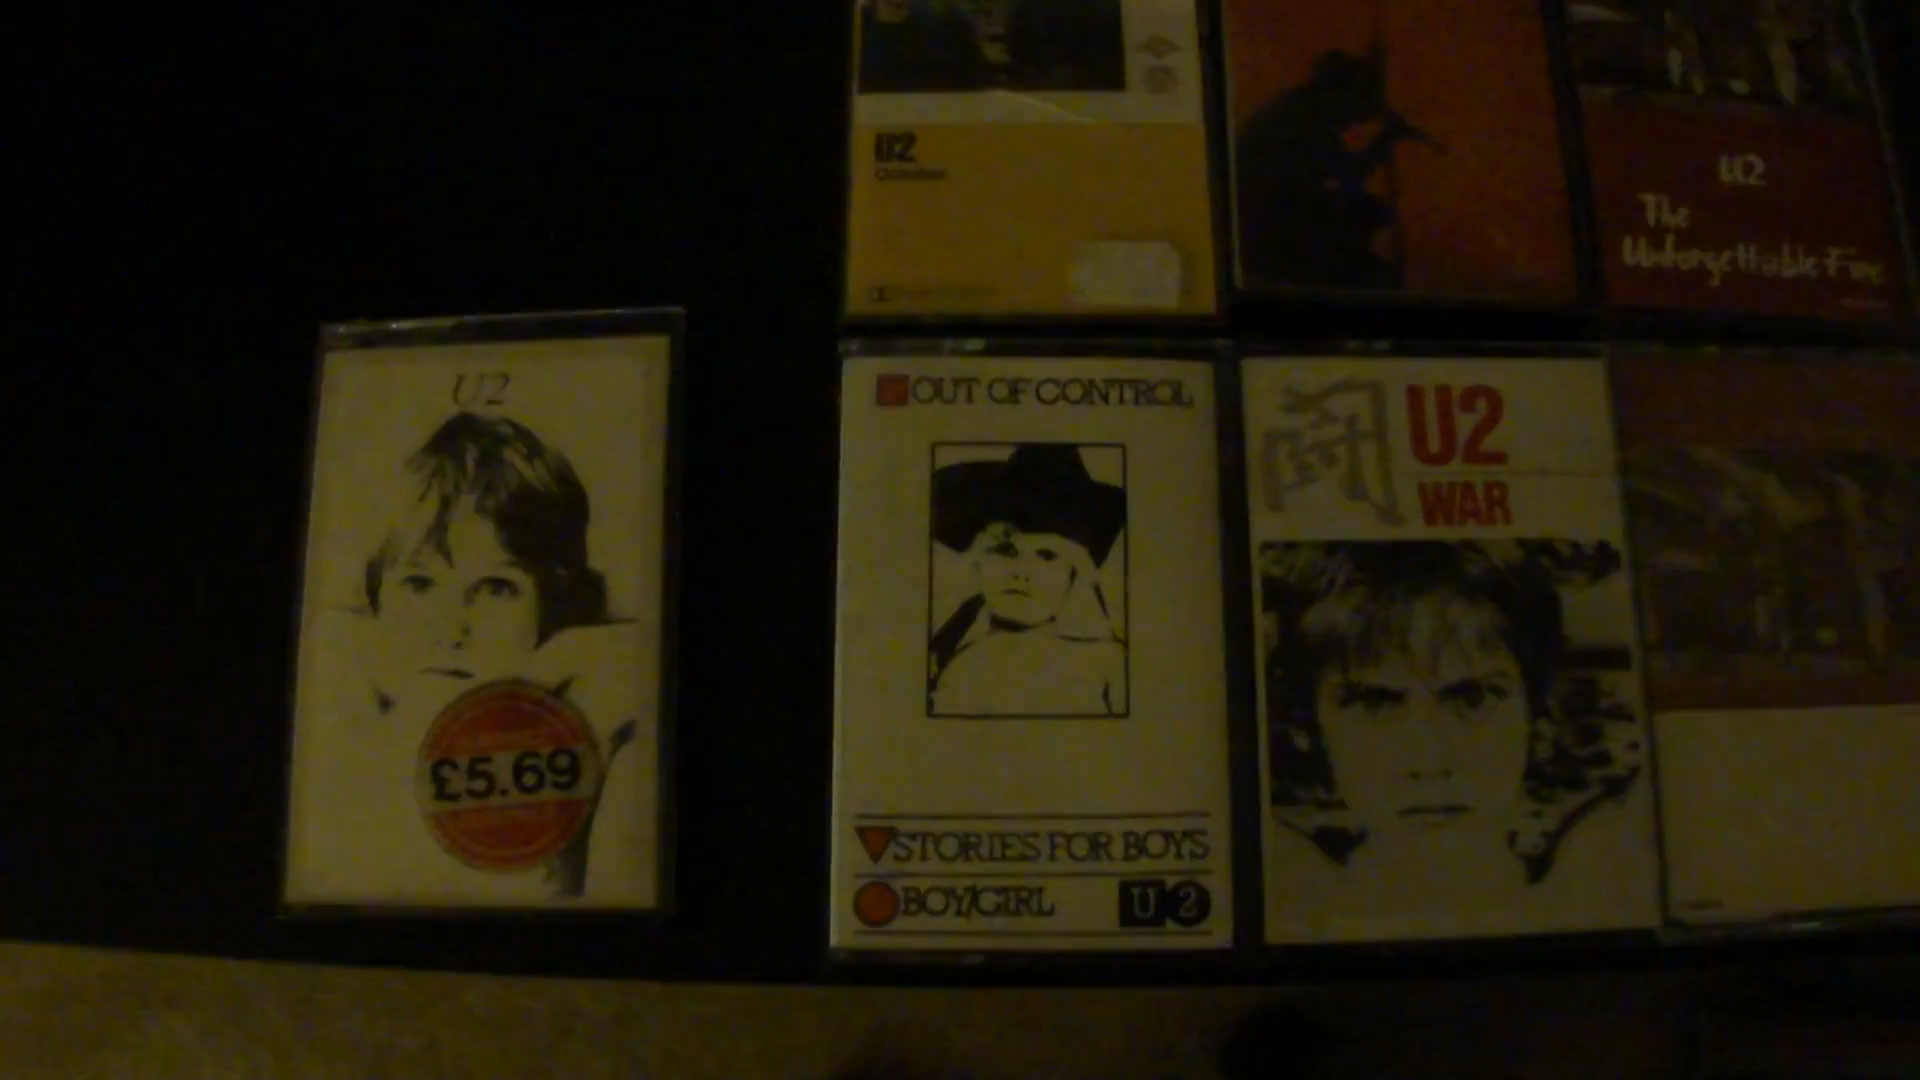 U2
October
U2
The
Unforgettable Fire
U2
£5.69
OUT OF CONTROL
STORIES FOR BOYS
BOY/GIRL U2
闘
U2
WAR